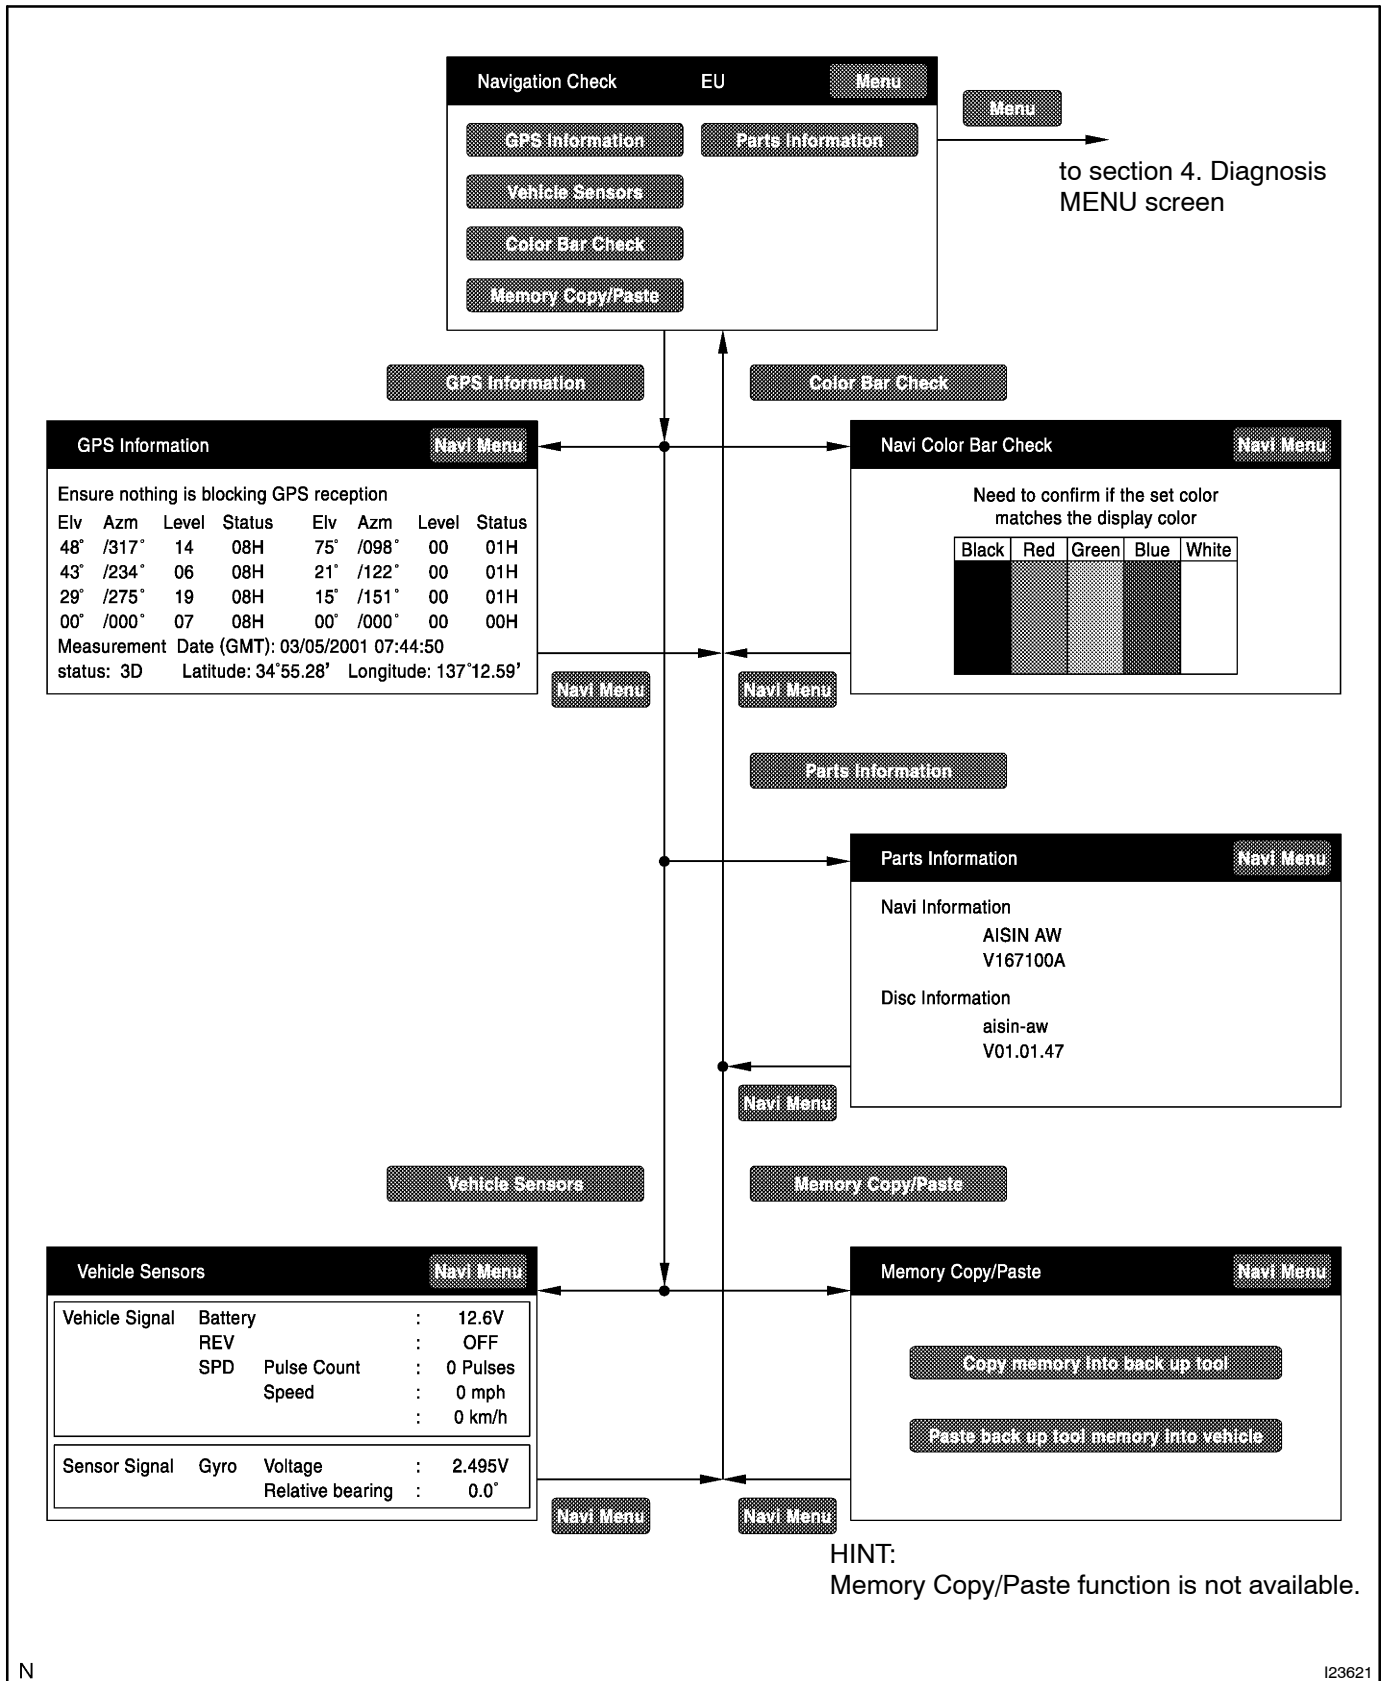 Navigation Check EU Menu
GPS Information Parts Information
Vehicle Sensors
Color Bar Check
Memory Copy/Paste
Menu
to section 4. Diagnosis
MENU screen
GPS Information
Color Bar Check
GPS Information Navi Menu
Ensure nothing is blocking GPS reception
Elv Azm Level Status Elv Azm Level Status
48° /317° 14 08H 75° /098° 00 01H
43° /234° 06 08H 21° /122° 00 01H
29° /275° 19 08H 15° /151° 00 01H
00° /000° 07 08H 00° /000° 00 00H
Measurement Date (GMT): 03/05/2001 07:44:50
status: 3D Latitude: 34°55.28' Longitude: 137°12.59'
Navi Menu
Navi Color Bar Check Navi Menu
Need to confirm if the set color
matches the display color
Black Red Green Blue White
Navi Menu
Parts Information
Parts Information Navi Menu
Navi Information
AISIN AW
V167100A
Disc Information
aisin-aw
V01.01.47
Navi Menu
Vehicle Sensors
Memory Copy/Paste
Vehicle Sensors Navi Menu
Vehicle Signal Battery : 12.6V
REV : OFF
SPD Pulse Count : 0 Pulses
Speed : 0 mph
: 0 km/h
Sensor Signal Gyro Voltage : 2.495V
Relative bearing : 0.0°
Navi Menu
Memory Copy/Paste Navi Menu
Copy memory into back up tool
Paste back up tool memory into vehicle
Navi Menu
HINT:
Memory Copy/Paste function is not available.
N
I23621